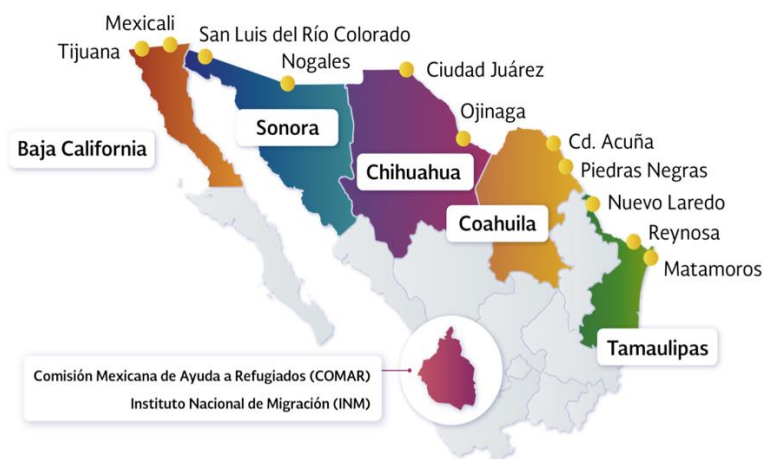 Mexicali
Tijuana
San Luis del Río Colorado
Nogales
Ciudad Juárez
Ojinaga
Cd. Acuña
Piedras Negras
Nuevo Laredo
Reynosa
Matamoros
Baja California
Sonora
Chihuahua
Coahuila
Tamaulipas
Comisión Mexicana de Ayuda a Refugiados (COMAR)
Instituto Nacional de Migración (INM)